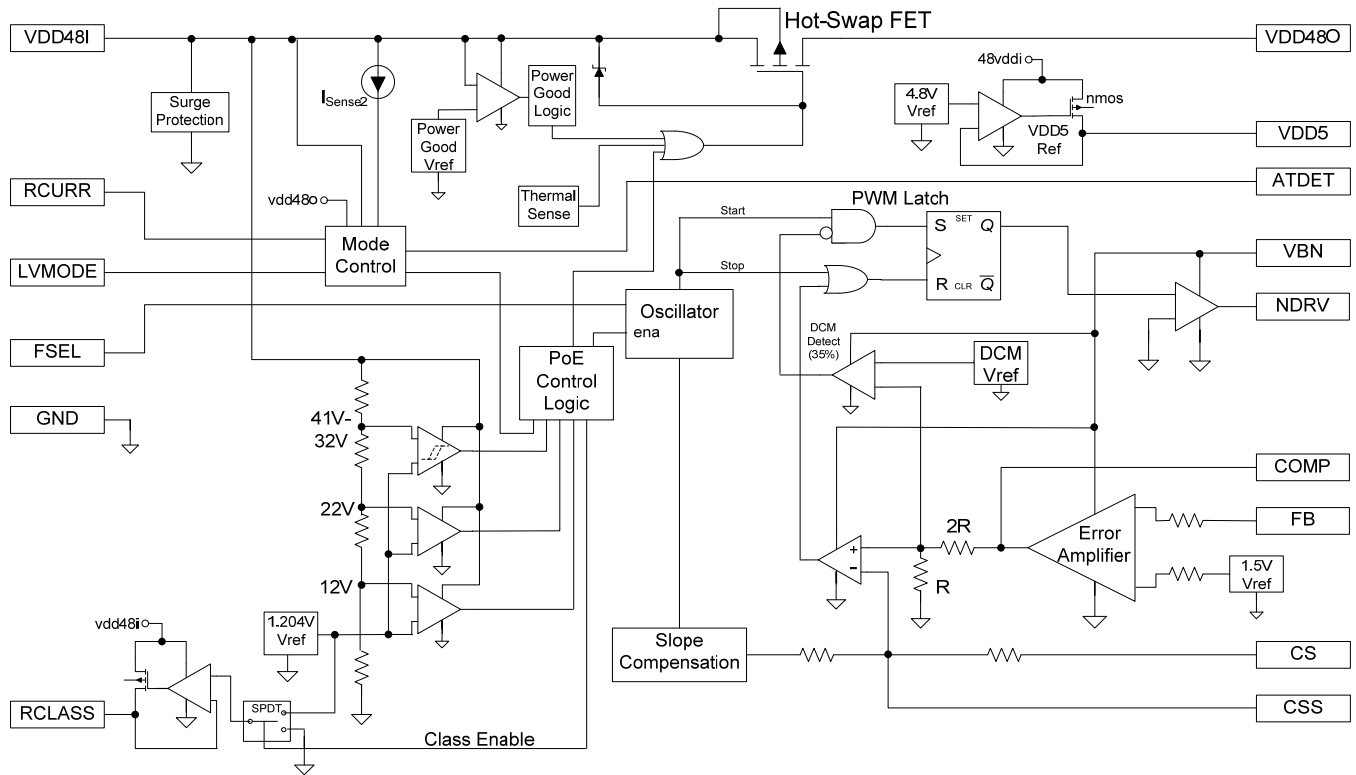 Hot-Swap FET
VDD48I
VDD48O
48vddi
Surge
Protection
ISense2
Power
Good
Logic
Power
Good
Vref
4.8V
Vref
nmos
VDD5
Ref
VDD5
Thermal
Sense
RCURR
vdd48o
ATDET
Mode
Control
PWM Latch
Start
Stop
S
SET
Q
R
CLR
Q
VBN
LVMODE
NDRV
Oscillator
ena
FSEL
PoE
Control
Logic
DCM
Detect
(35%)
DCM
Vref
GND
41V-
32V
22V
12V
COMP
FB
2R
R
+
-
Error
Amplifier
1.5V
Vref
1.204V
Vref
vdd48i
Slope
Compensation
CS
CSS
RCLASS
SPDT
Class Enable